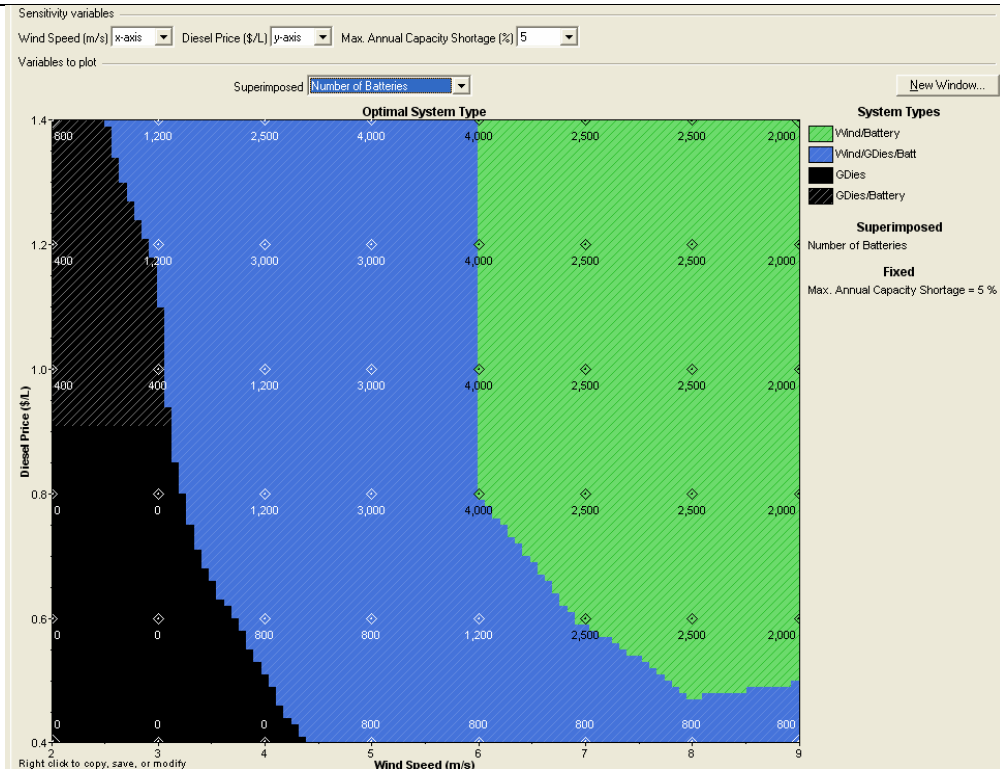 Sensitivity variables
Wind Speed (m/s) x-axis Diesel Price ($/L) y-axis Max. Annual Capacity Shortage (%) 5
Variables to plot
Superimposed Number of Batteries New Window...
Optimal System Type
System Types
Wind/Battery
Wind/GDies/Batt
GDies
GDies/Battery
Superimposed
Number of Batteries
Fixed
Max. Annual Capacity Shortage = 5 %
Diesel Price ($/L)
1.4
800 1,200 2,500 4,000 4,000 2,500 2,500 2,000
1.2
400 1,200 3,000 3,000 4,000 2,500 2,500 2,000
1.0
400 400 1,200 3,000 4,000 2,500 2,500 2,000
0.8
0 0 1,200 3,000 4,000 2,500 2,500 2,000
0.6
0 0 800 800 1,200 2,500 2,500 2,000
0 0 0 800 800 800 800 800
0.4
2 3 4 5 6 7 8 9
Wind Speed (m/s)
Right click to copy, save, or modify